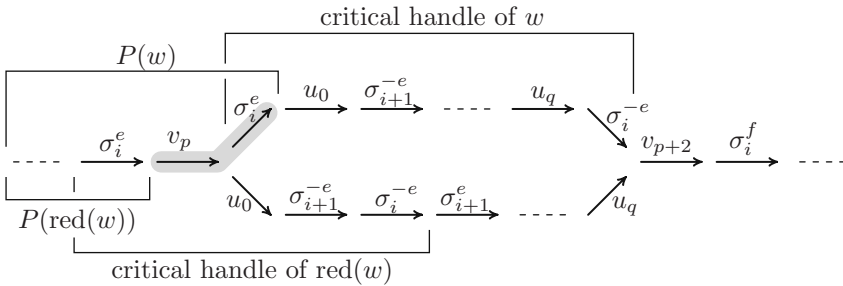 critical handle of w
P(w)
σ_i^e u_0 σ_{i+1}^{-e} u_q σ_i^{-e}
σ_i^e v_p v_{p+2} σ_i^f
u_0 σ_{i+1}^{-e} σ_i^{-e} σ_{i+1}^e u_q
P(red(w))
critical handle of red(w)